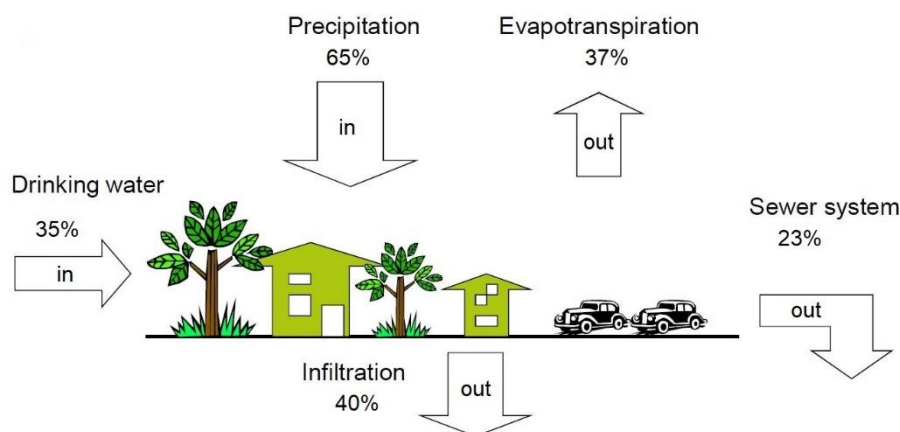 Precipitation
65%
in
Evapotranspiration
37%
out
Drinking water
35%
in
Sewer system
23%
out
Infiltration
40%
out